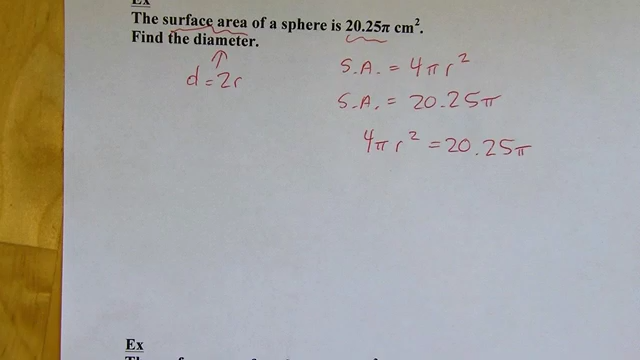 Ex
The surface area of a sphere is 20.25π cm².
Find the diameter.
d = 2r
S.A. = 4πr²
S.A. = 20.25π
4πr² = 20.25π
Ex